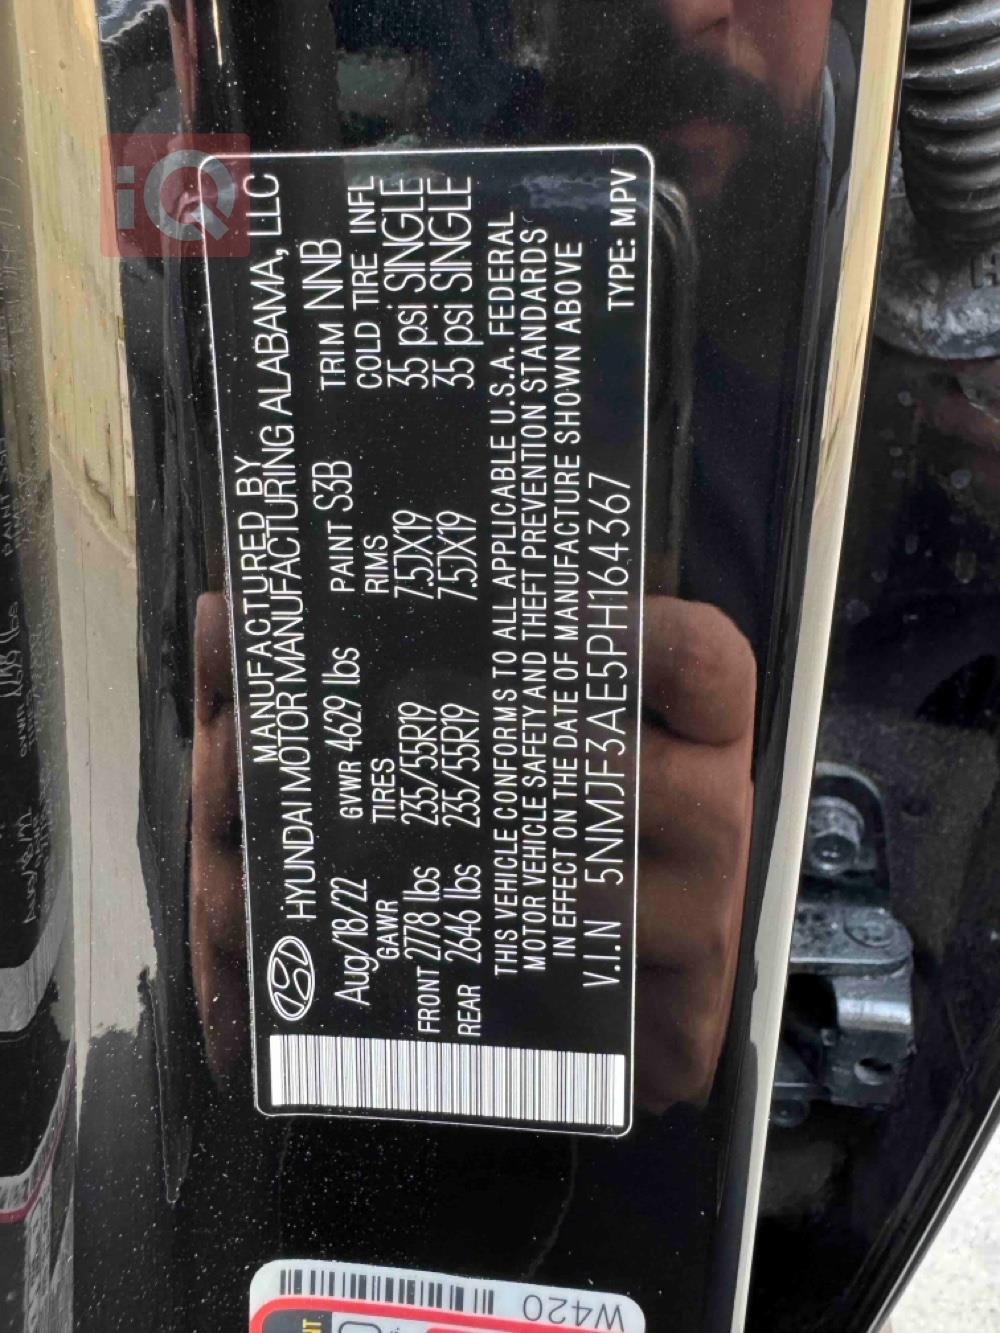 iQ
MANUFACTURED BY
HYUNDAI MOTOR MANUFACTURING ALABAMA, LLC
Aug/18/22 GVWR 4629 lbs PAINT S3B TRIM NNB
GAWR TIRES RIMS COLD TIRE INFL
FRONT 2778 lbs 235/55R19 7.5JX19 35 psi SINGLE
REAR 2646 lbs 235/55R19 7.5JX19 35 psi SINGLE
THIS VEHICLE CONFORMS TO ALL APPLICABLE U.S.A. FEDERAL
MOTOR VEHICLE SAFETY AND THEFT PREVENTION STANDARDS
IN EFFECT ON THE DATE OF MANUFACTURE SHOWN ABOVE
V.I.N 5NMJF3AE5PH164367 TYPE: MPV
W420